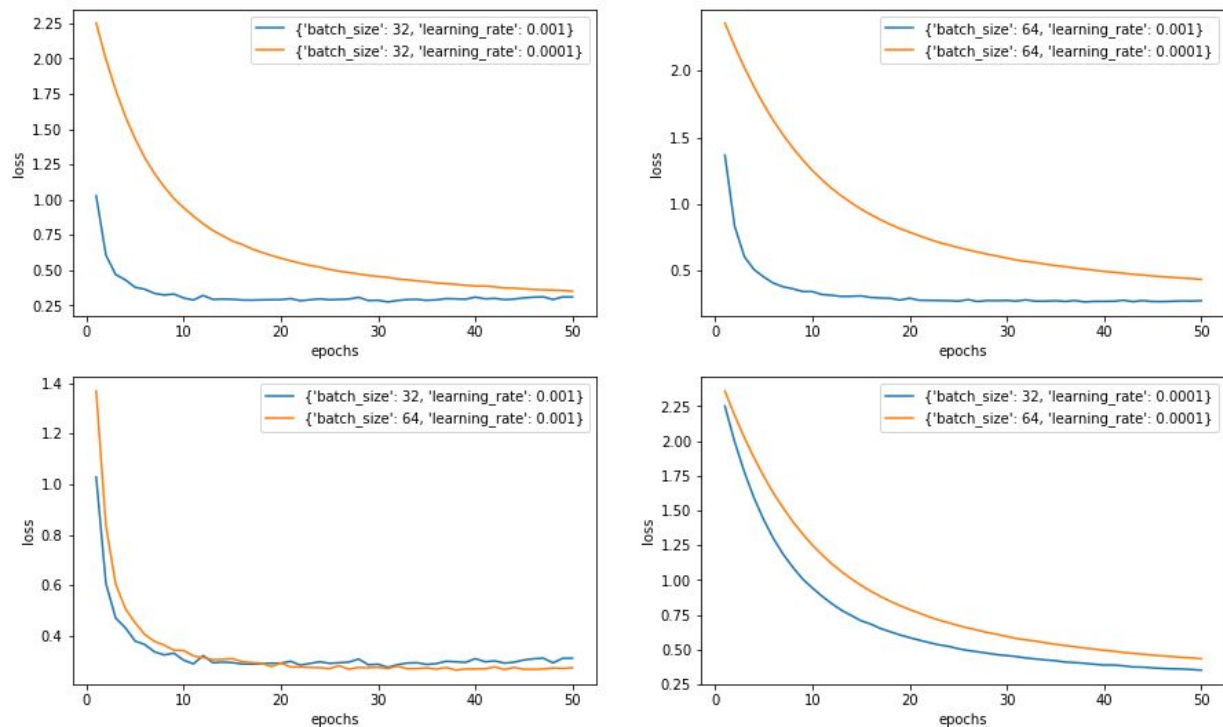 2.25
2.00
1.75
1.50
1.25
1.00
0.75
0.50
0.25
loss
0 10 20 30 40 50
epochs
{'batch_size': 32, 'learning_rate': 0.001}
{'batch_size': 32, 'learning_rate': 0.0001}
2.0
1.5
1.0
0.5
loss
0 10 20 30 40 50
epochs
{'batch_size': 64, 'learning_rate': 0.001}
{'batch_size': 64, 'learning_rate': 0.0001}
1.4
1.2
1.0
0.8
0.6
0.4
loss
0 10 20 30 40 50
epochs
{'batch_size': 32, 'learning_rate': 0.001}
{'batch_size': 64, 'learning_rate': 0.001}
2.25
2.00
1.75
1.50
1.25
1.00
0.75
0.50
0.25
loss
0 10 20 30 40 50
epochs
{'batch_size': 32, 'learning_rate': 0.0001}
{'batch_size': 64, 'learning_rate': 0.0001}